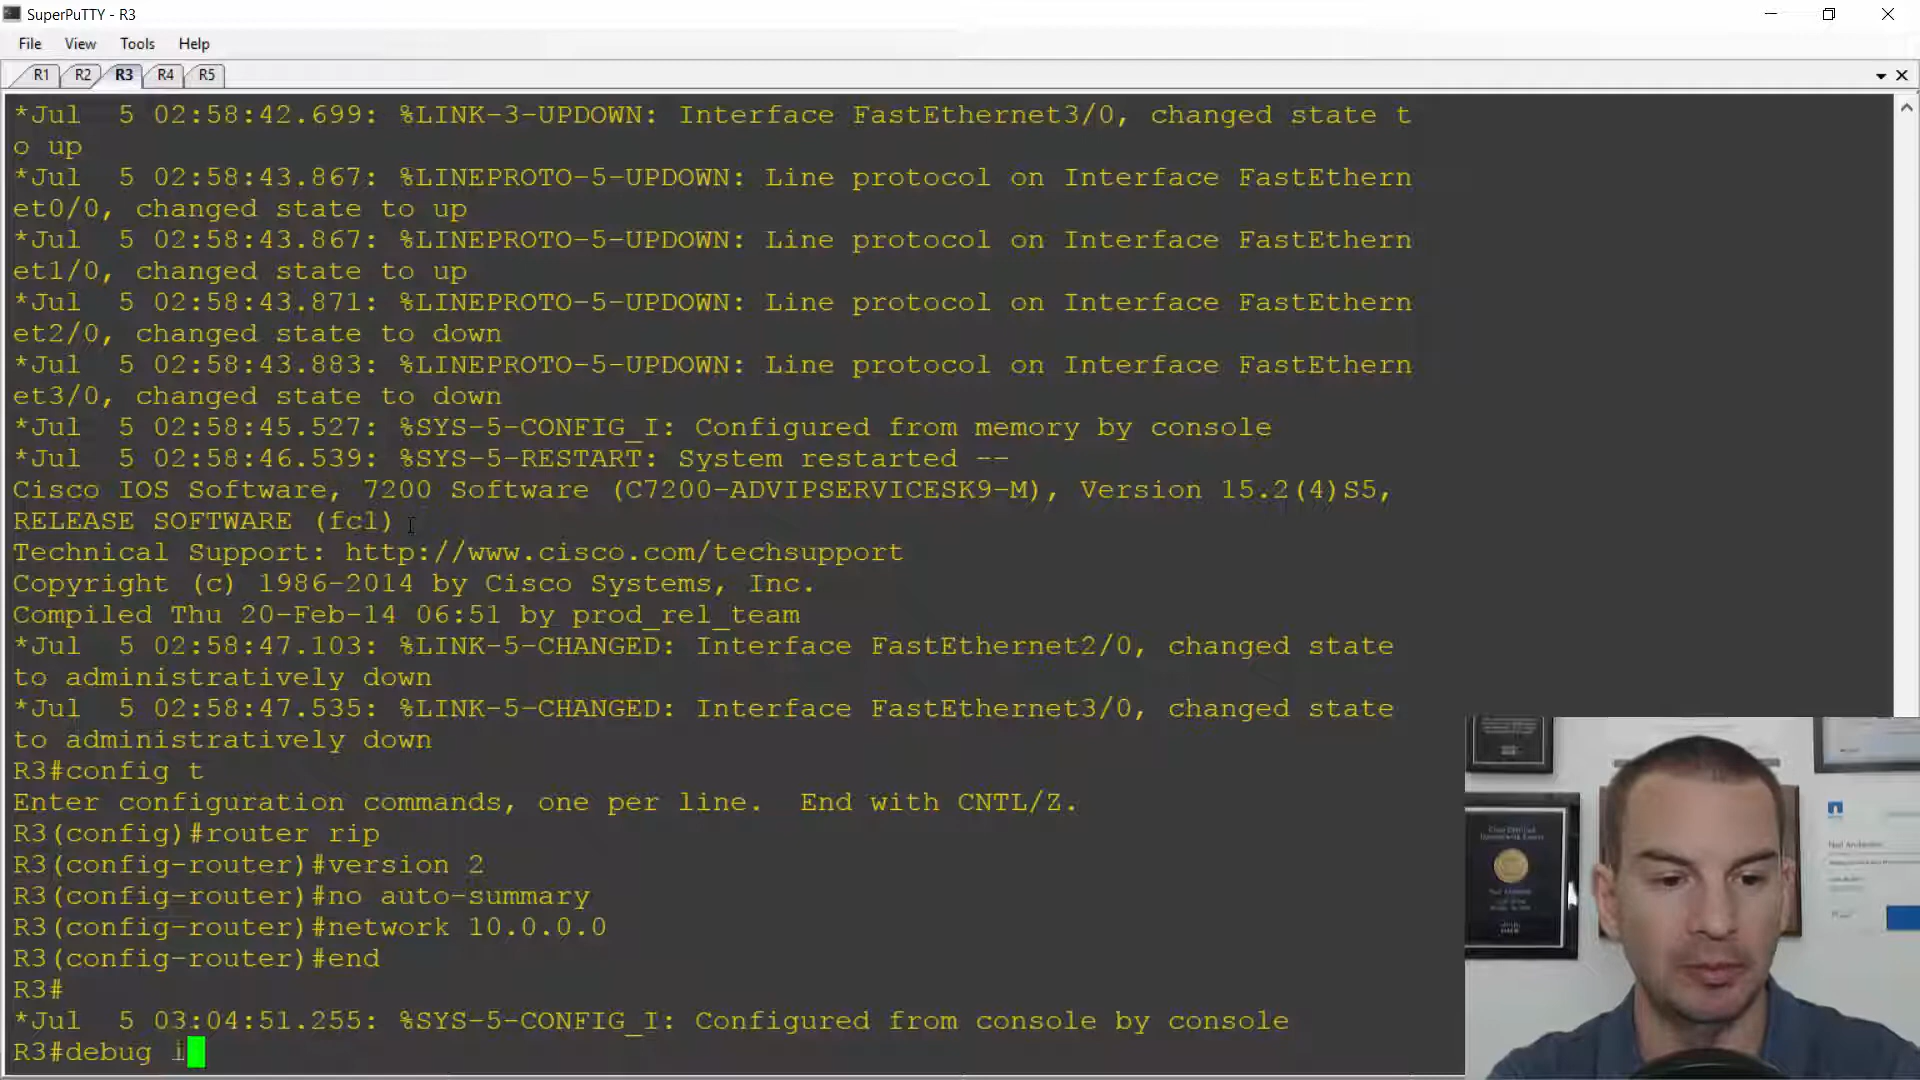 SuperPuTTY - R3
File View Tools Help
R1 R2 R3 R4 R5
*Jul  5 02:58:42.699: %LINK-3-UPDOWN: Interface FastEthernet3/0, changed state t
o up
*Jul  5 02:58:43.867: %LINEPROTO-5-UPDOWN: Line protocol on Interface FastEthern
et0/0, changed state to up
*Jul  5 02:58:43.867: %LINEPROTO-5-UPDOWN: Line protocol on Interface FastEthern
et1/0, changed state to up
*Jul  5 02:58:43.871: %LINEPROTO-5-UPDOWN: Line protocol on Interface FastEthern
et2/0, changed state to down
*Jul  5 02:58:43.883: %LINEPROTO-5-UPDOWN: Line protocol on Interface FastEthern
et3/0, changed state to down
*Jul  5 02:58:45.527: %SYS-5-CONFIG_I: Configured from memory by console
*Jul  5 02:58:46.539: %SYS-5-RESTART: System restarted --
Cisco IOS Software, 7200 Software (C7200-ADVIPSERVICESK9-M), Version 15.2(4)S5,
RELEASE SOFTWARE (fc1)
Technical Support: http://www.cisco.com/techsupport
Copyright (c) 1986-2014 by Cisco Systems, Inc.
Compiled Thu 20-Feb-14 06:51 by prod_rel_team
*Jul  5 02:58:47.103: %LINK-5-CHANGED: Interface FastEthernet2/0, changed state
to administratively down
*Jul  5 02:58:47.535: %LINK-5-CHANGED: Interface FastEthernet3/0, changed state
to administratively down
R3#config t
Enter configuration commands, one per line.  End with CNTL/Z.
R3(config)#router rip
R3(config-router)#version 2
R3(config-router)#no auto-summary
R3(config-router)#network 10.0.0.0
R3(config-router)#end
R3#
*Jul  5 03:04:51.255: %SYS-5-CONFIG_I: Configured from console by console
R3#debug i